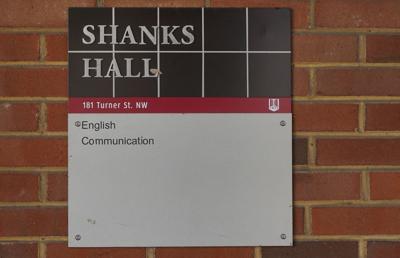 SHANKS
HALL
181 Turner St. NW
English
Communication